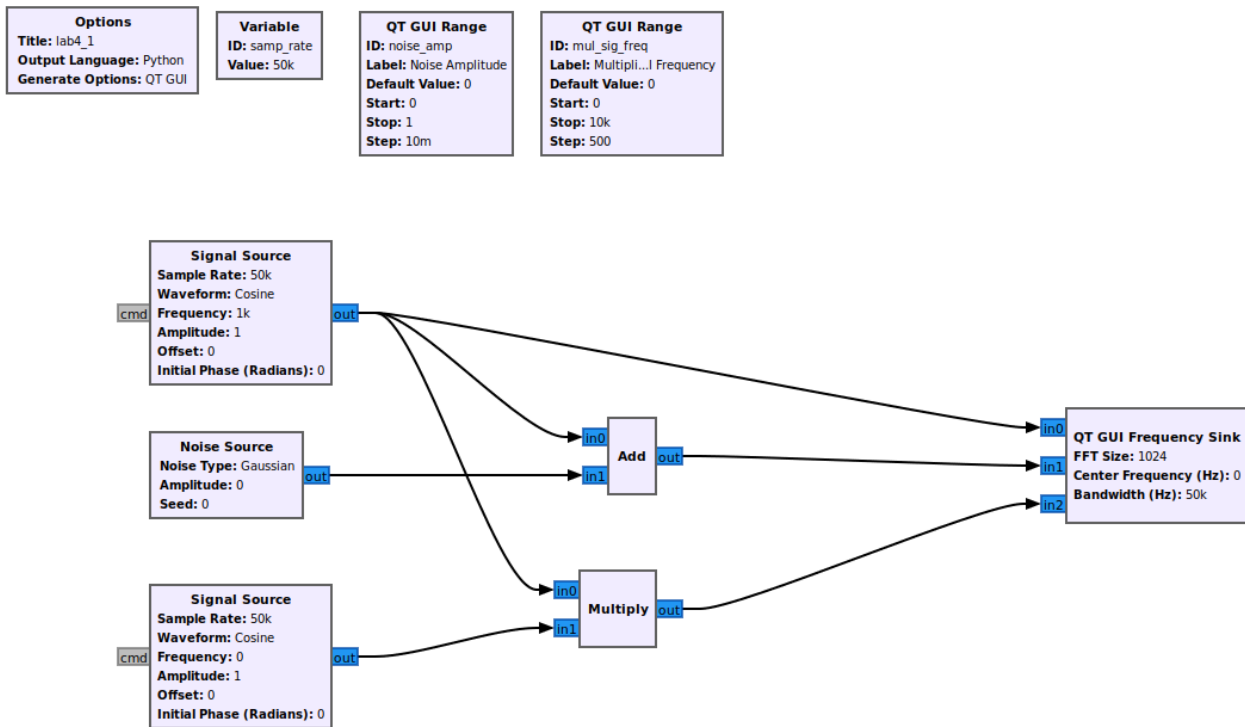 Options
Title: lab4_1
Output Language: Python
Generate Options: QT GUI
Variable
ID: samp_rate
Value: 50k
QT GUI Range
ID: noise_amp
Label: Noise Amplitude
Default Value: 0
Start: 0
Stop: 1
Step: 10m
QT GUI Range
ID: mul_sig_freq
Label: Multipli...l Frequency
Default Value: 0
Start: 0
Stop: 10k
Step: 500
Signal Source
Sample Rate: 50k
Waveform: Cosine
Frequency: 1k
Amplitude: 1
Offset: 0
Initial Phase (Radians): 0
cmd
out
Noise Source
Noise Type: Gaussian
Amplitude: 0
Seed: 0
out
Signal Source
Sample Rate: 50k
Waveform: Cosine
Frequency: 0
Amplitude: 1
Offset: 0
Initial Phase (Radians): 0
cmd
out
in0
in1
Add
out
in0
in1
Multiply
out
in0
in1
in2
QT GUI Frequency Sink
FFT Size: 1024
Center Frequency (Hz): 0
Bandwidth (Hz): 50k